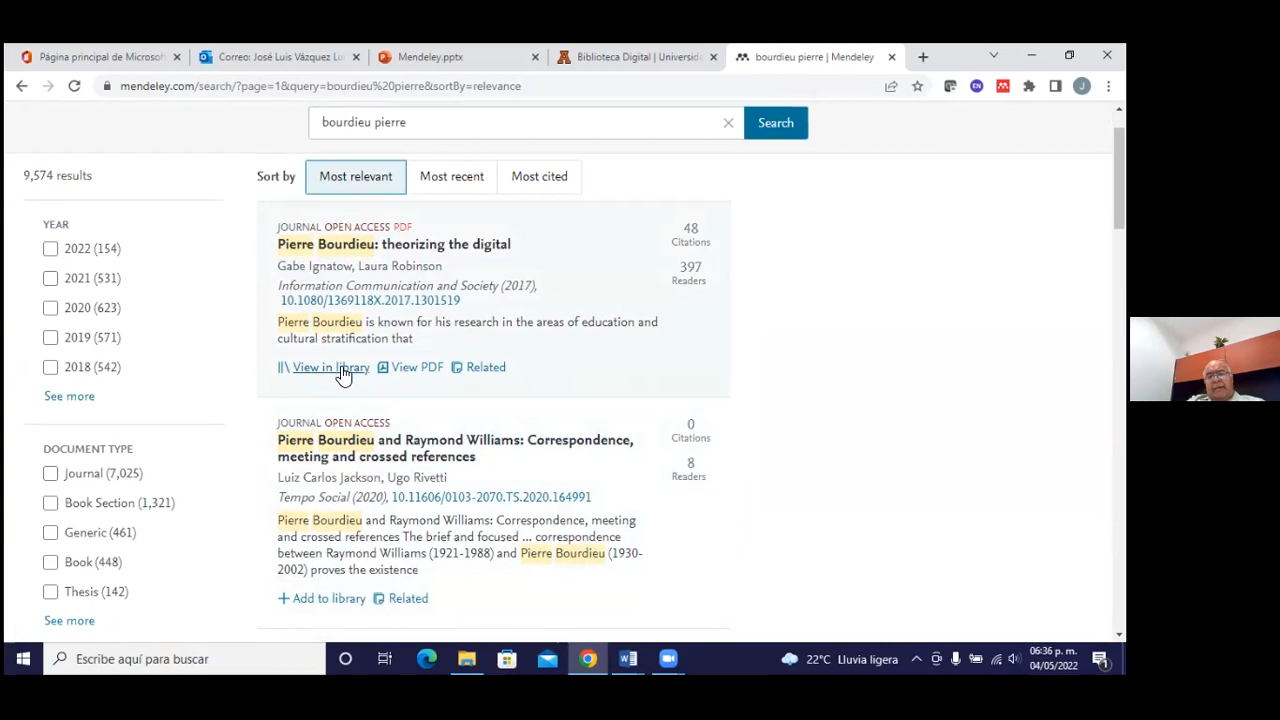 Página principal de Microsof
Correo: José Luis Vázquez Lu
Mendeley.pptx
Biblioteca Digital | Universida
bourdieu pierre | Mendeley
mendeley.com/search/?page=1&query=bourdieu%20pierre&sortBy=relevance
EN
J
bourdieu pierre
Search
9,574 results
Sort by
Most relevant
Most recent
Most cited
YEAR
2022 (154)
2021 (531)
2020 (623)
2019 (571)
2018 (542)
See more
DOCUMENT TYPE
Journal (7,025)
Book Section (1,321)
Generic (461)
Book (448)
Thesis (142)
See more
JOURNAL OPEN ACCESS PDF
Pierre Bourdieu: theorizing the digital
Gabe Ignatow, Laura Robinson
Information Communication and Society (2017),
10.1080/1369118X.2017.1301519
Pierre Bourdieu is known for his research in the areas of education and
cultural stratification that
View in library View PDF Related
48
Citations
397
Readers
JOURNAL OPEN ACCESS
Pierre Bourdieu and Raymond Williams: Correspondence,
meeting and crossed references
Luiz Carlos Jackson, Ugo Rivetti
Tempo Social (2020), 10.11606/0103-2070.TS.2020.164991
Pierre Bourdieu and Raymond Williams: Correspondence, meeting
and crossed references The brief and focused ... correspondence
between Raymond Williams (1921-1988) and Pierre Bourdieu (1930-
2002) proves the existence
Add to library Related
0
Citations
8
Readers
Escribe aquí para buscar
22°C Lluvia ligera
06:36 p. m.
04/05/2022
1